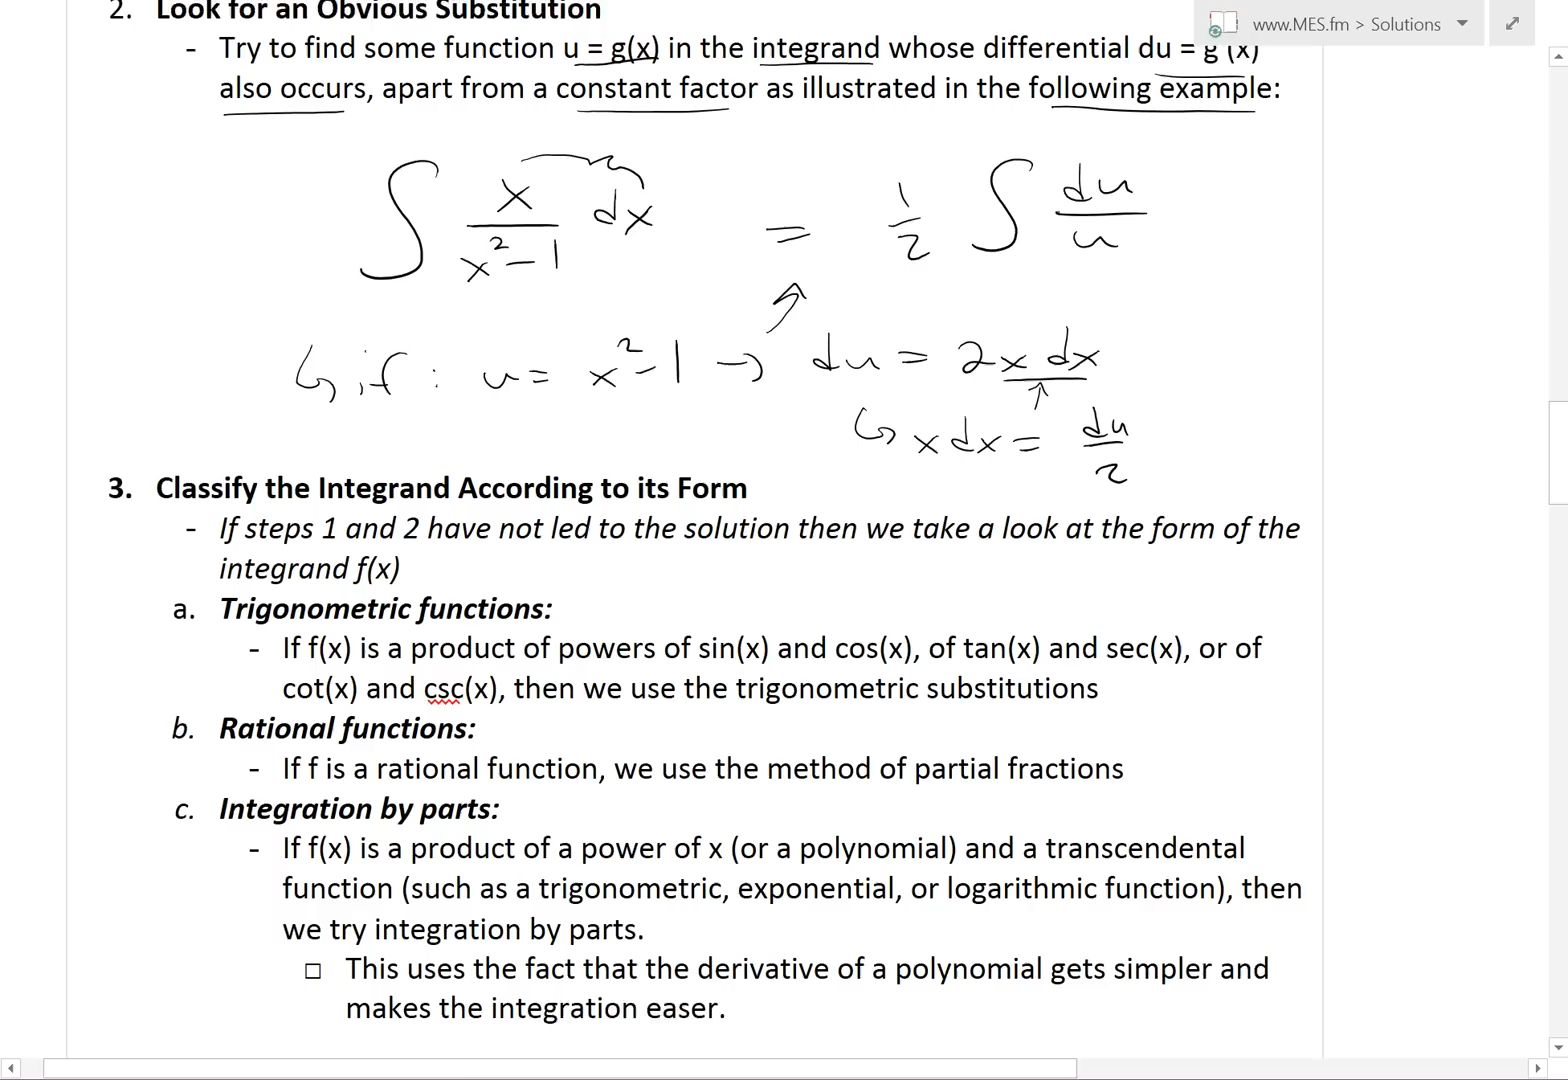 www.MES.fm > Solutions
2. Look for an Obvious Substitution
- Try to find some function u = g(x) in the integrand whose differential du = g'(x)
also occurs, apart from a constant factor as illustrated in the following example:
∫ x/(x²-1) dx = 1/2 ∫ du/u
↳ if: u = x²-1 → du = 2x dx
↳ x dx = du/2
3. Classify the Integrand According to its Form
- If steps 1 and 2 have not led to the solution then we take a look at the form of the
integrand f(x)
a. Trigonometric functions:
- If f(x) is a product of powers of sin(x) and cos(x), of tan(x) and sec(x), or of
cot(x) and csc(x), then we use the trigonometric substitutions
b. Rational functions:
- If f is a rational function, we use the method of partial fractions
c. Integration by parts:
- If f(x) is a product of a power of x (or a polynomial) and a transcendental
function (such as a trigonometric, exponential, or logarithmic function), then
we try integration by parts.
□ This uses the fact that the derivative of a polynomial gets simpler and
makes the integration easer.